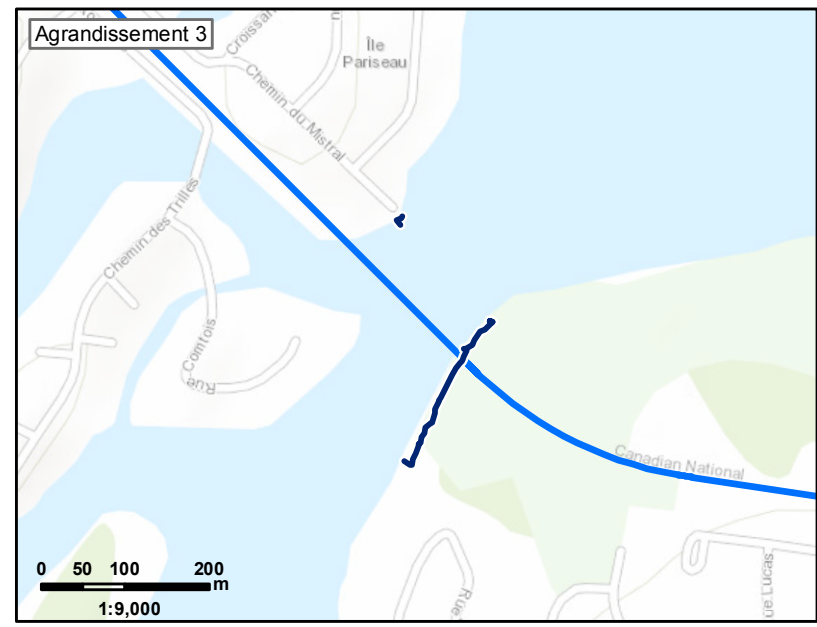 Agrandissement 3
Croissan
Île
Pariseau
Chemin du Mistral
Chemin des Trilles
Rue Comtois
Canadian National
Rue
ue Lucas
0 50 100 200
m
1:9,000